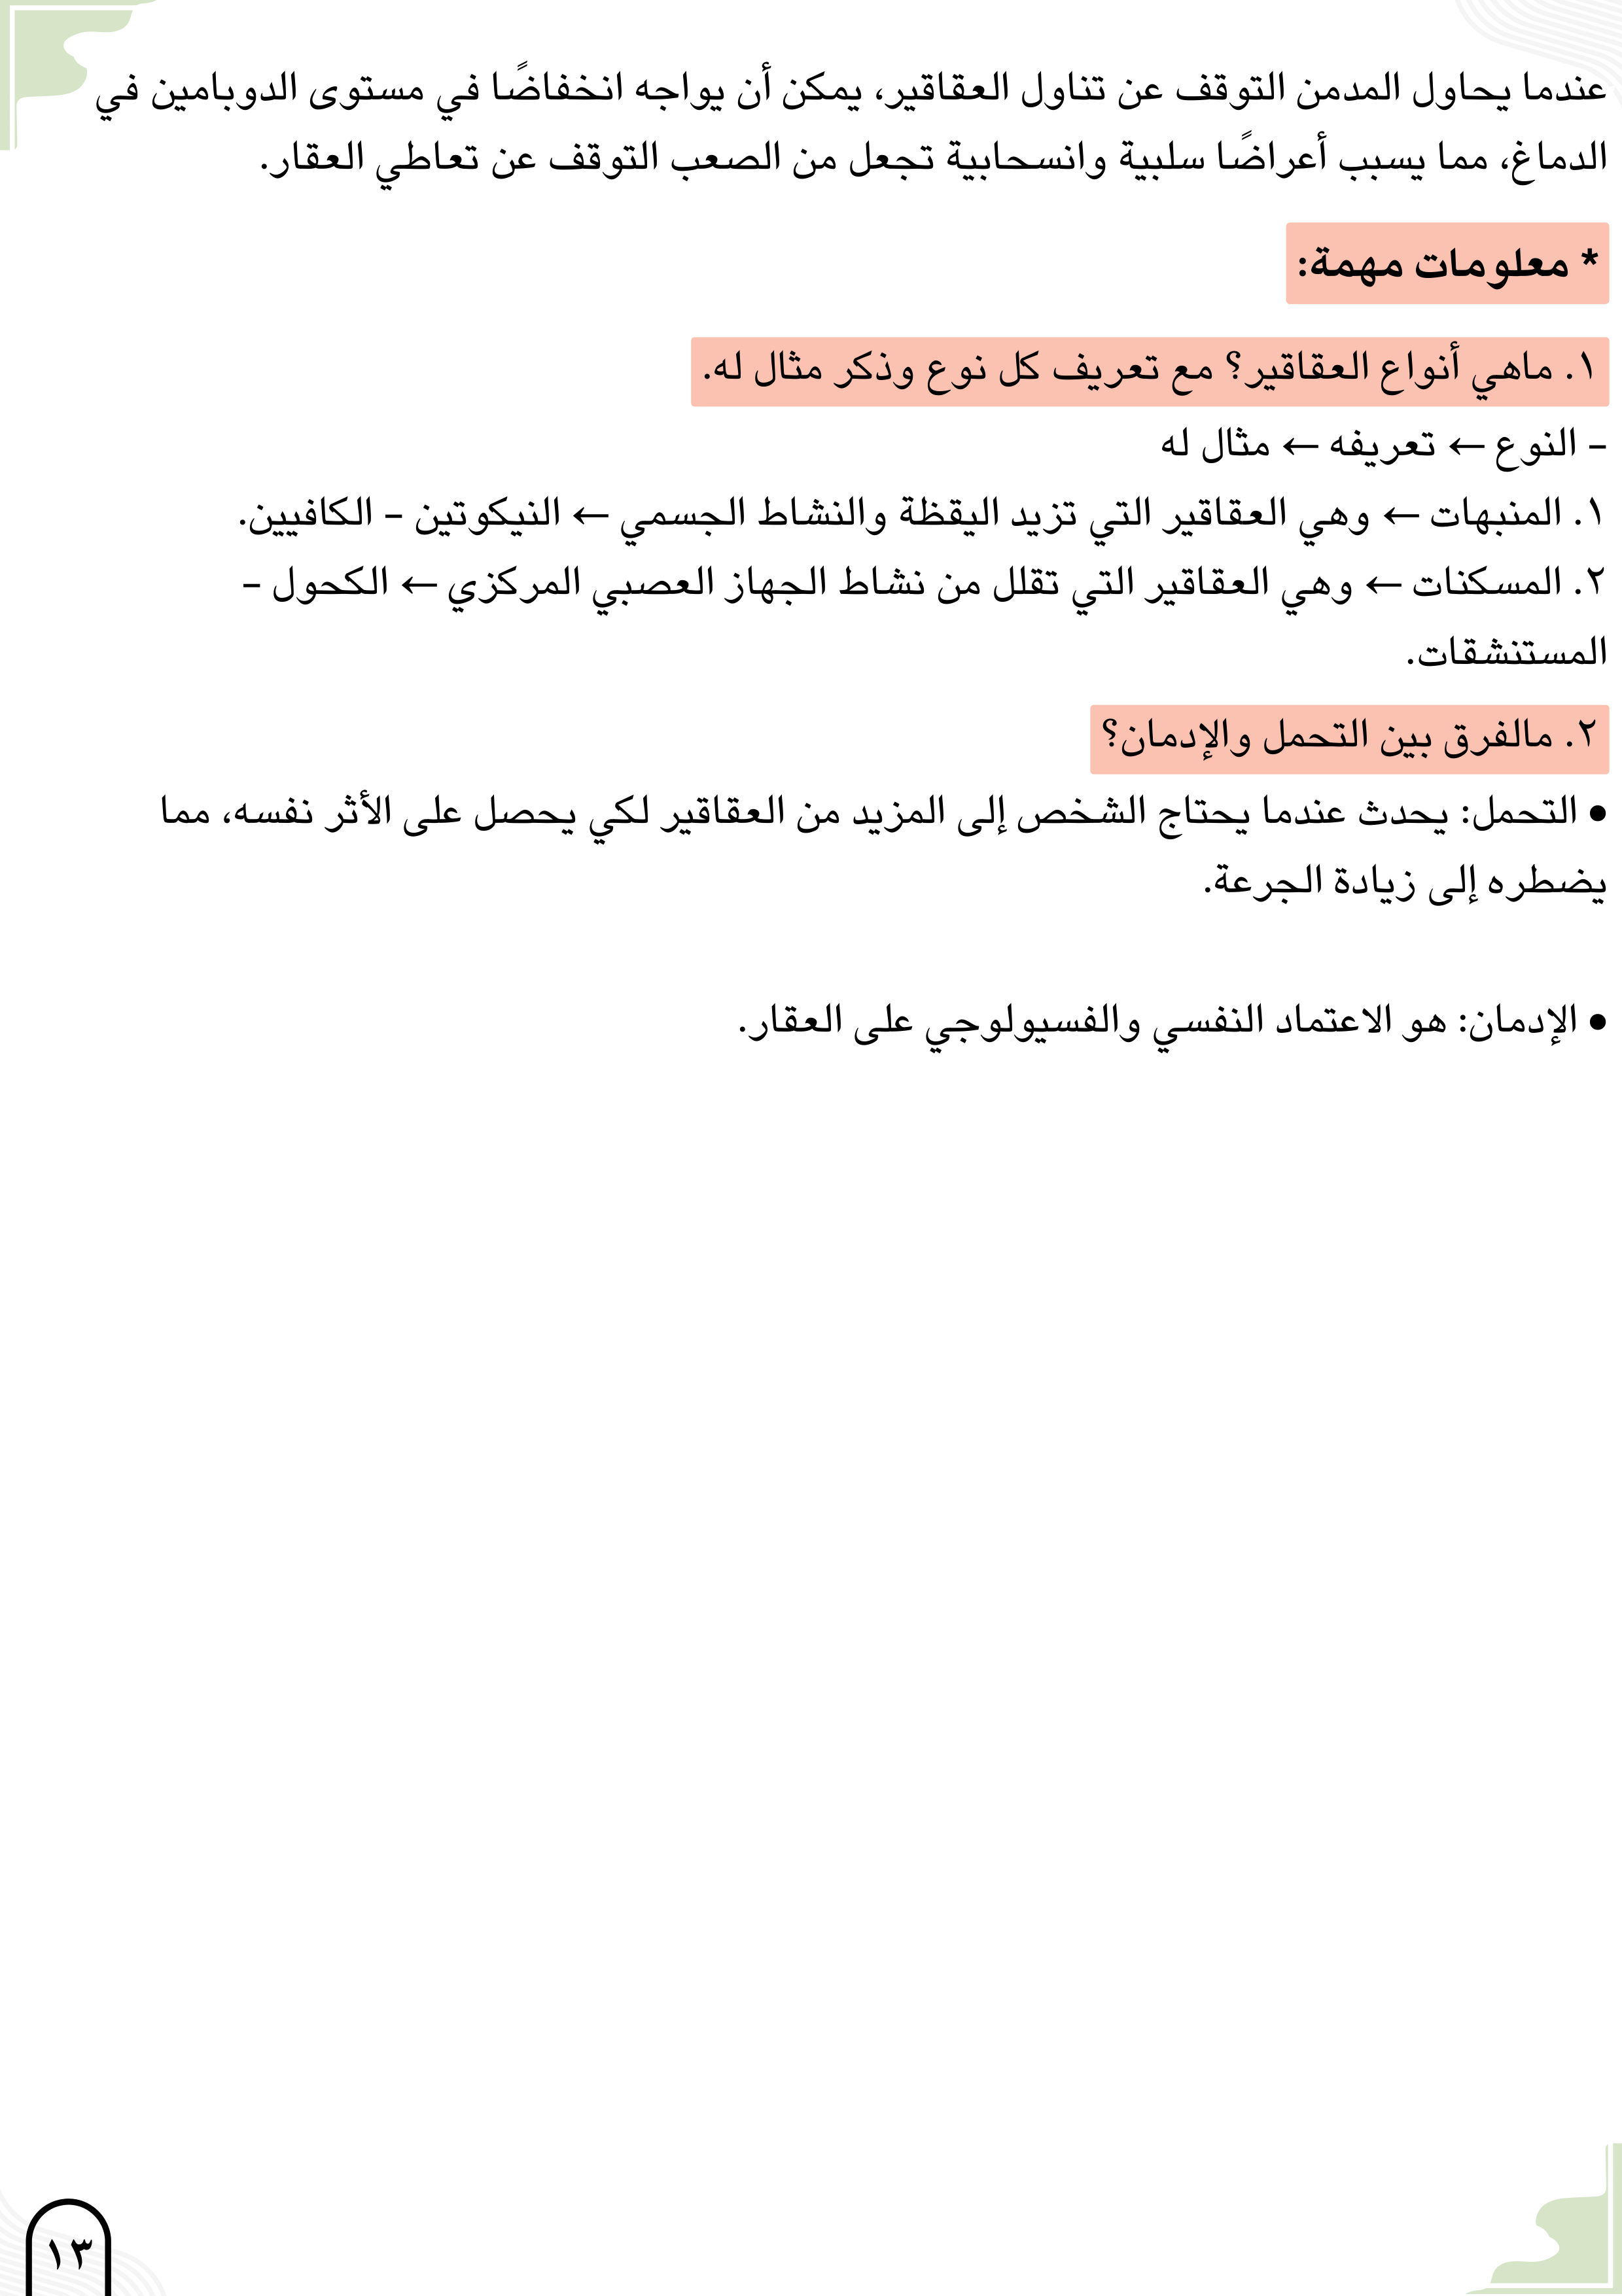 عندما يحاول المدمن التوقف عن تناول العقاقير، يمكن أن يواجه انخفاضًا في مستوى الدوبامين في
الدماغ، مما يسبب أعراضًا سلبية وانسحابية تجعل من الصعب التوقف عن تعاطي العقار.
* معلومات مهمة:
١. ماهي أنواع العقاقير؟ مع تعريف كل نوع وذكر مثال له.
– النوع ← تعريفه ← مثال له
١. المنبهات ← وهي العقاقير التي تزيد اليقظة والنشاط الجسمي ← النيكوتين – الكافيين.
٢. المسكنات ← وهي العقاقير التي تقلل من نشاط الجهاز العصبي المركزي ← الكحول –
المستنشقات.
٢. مالفرق بين التحمل والإدمان؟
• التحمل: يحدث عندما يحتاج الشخص إلى المزيد من العقاقير لكي يحصل على الأثر نفسه، مما
يضطره إلى زيادة الجرعة.
• الإدمان: هو الاعتماد النفسي والفسيولوجي على العقار.
١٣